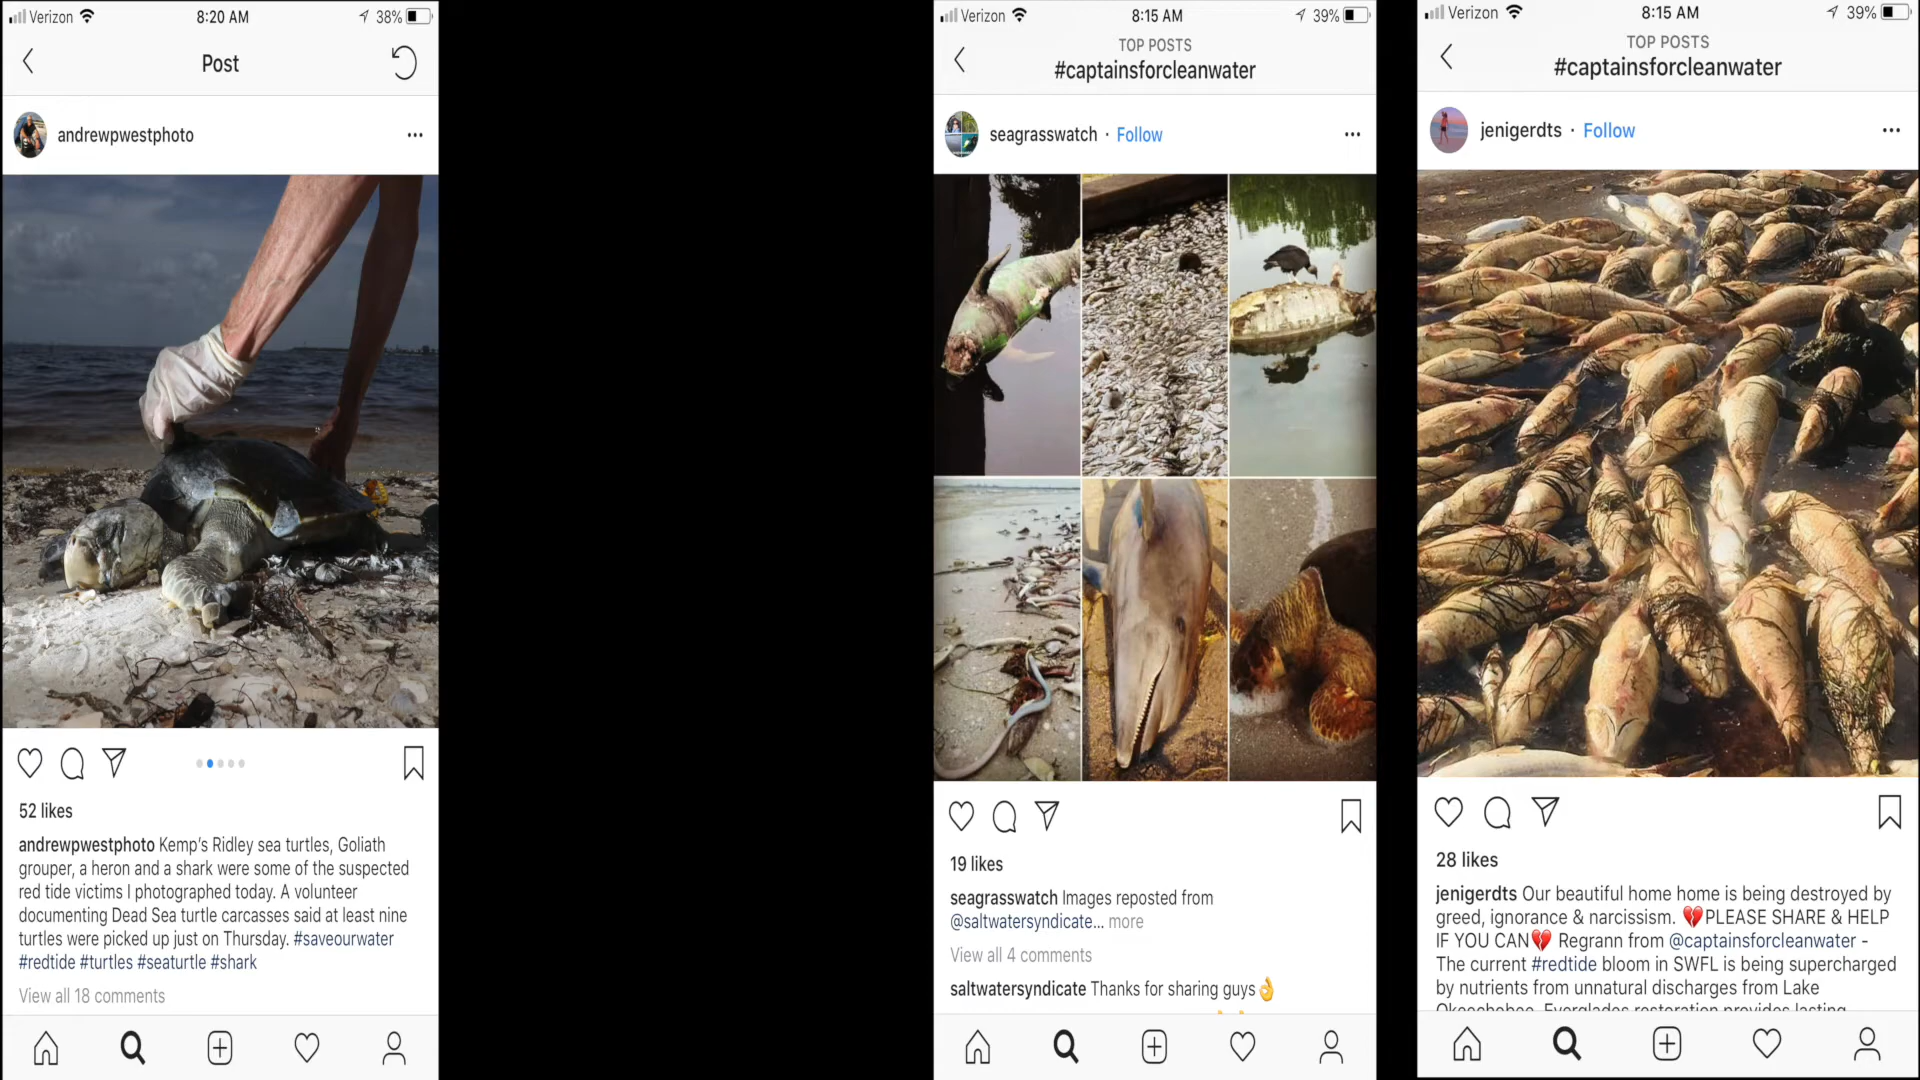 Verizon 8:20 AM 38%
Post
andrewpwestphoto
52 likes
andrewpwestphoto Kemp's Ridley sea turtles, Goliath
grouper, a heron and a shark were some of the suspected
red tide victims I photographed today. A volunteer
documenting Dead Sea turtle carcasses said at least nine
turtles were picked up just on Thursday. #saveourwater
#redtide #turtles #seaturtle #shark
View all 18 comments
Verizon 8:15 AM 39%
TOP POSTS
#captainsforcleanwater
seagrasswatch · Follow
19 likes
seagrasswatch Images reposted from
@saltwatersyndicate... more
View all 4 comments
saltwatersyndicate Thanks for sharing guys👌
Verizon 8:15 AM 39%
TOP POSTS
#captainsforcleanwater
jenigerdts · Follow
28 likes
jenigerdts Our beautiful home home is being destroyed by
greed, ignorance & narcissism. 💔PLEASE SHARE & HELP
IF YOU CAN💔 Regrann from @captainsforcleanwater -
The current #redtide bloom in SWFL is being supercharged
by nutrients from unnatural discharges from Lake
Okeechobee. Everglades restoration provides lasting